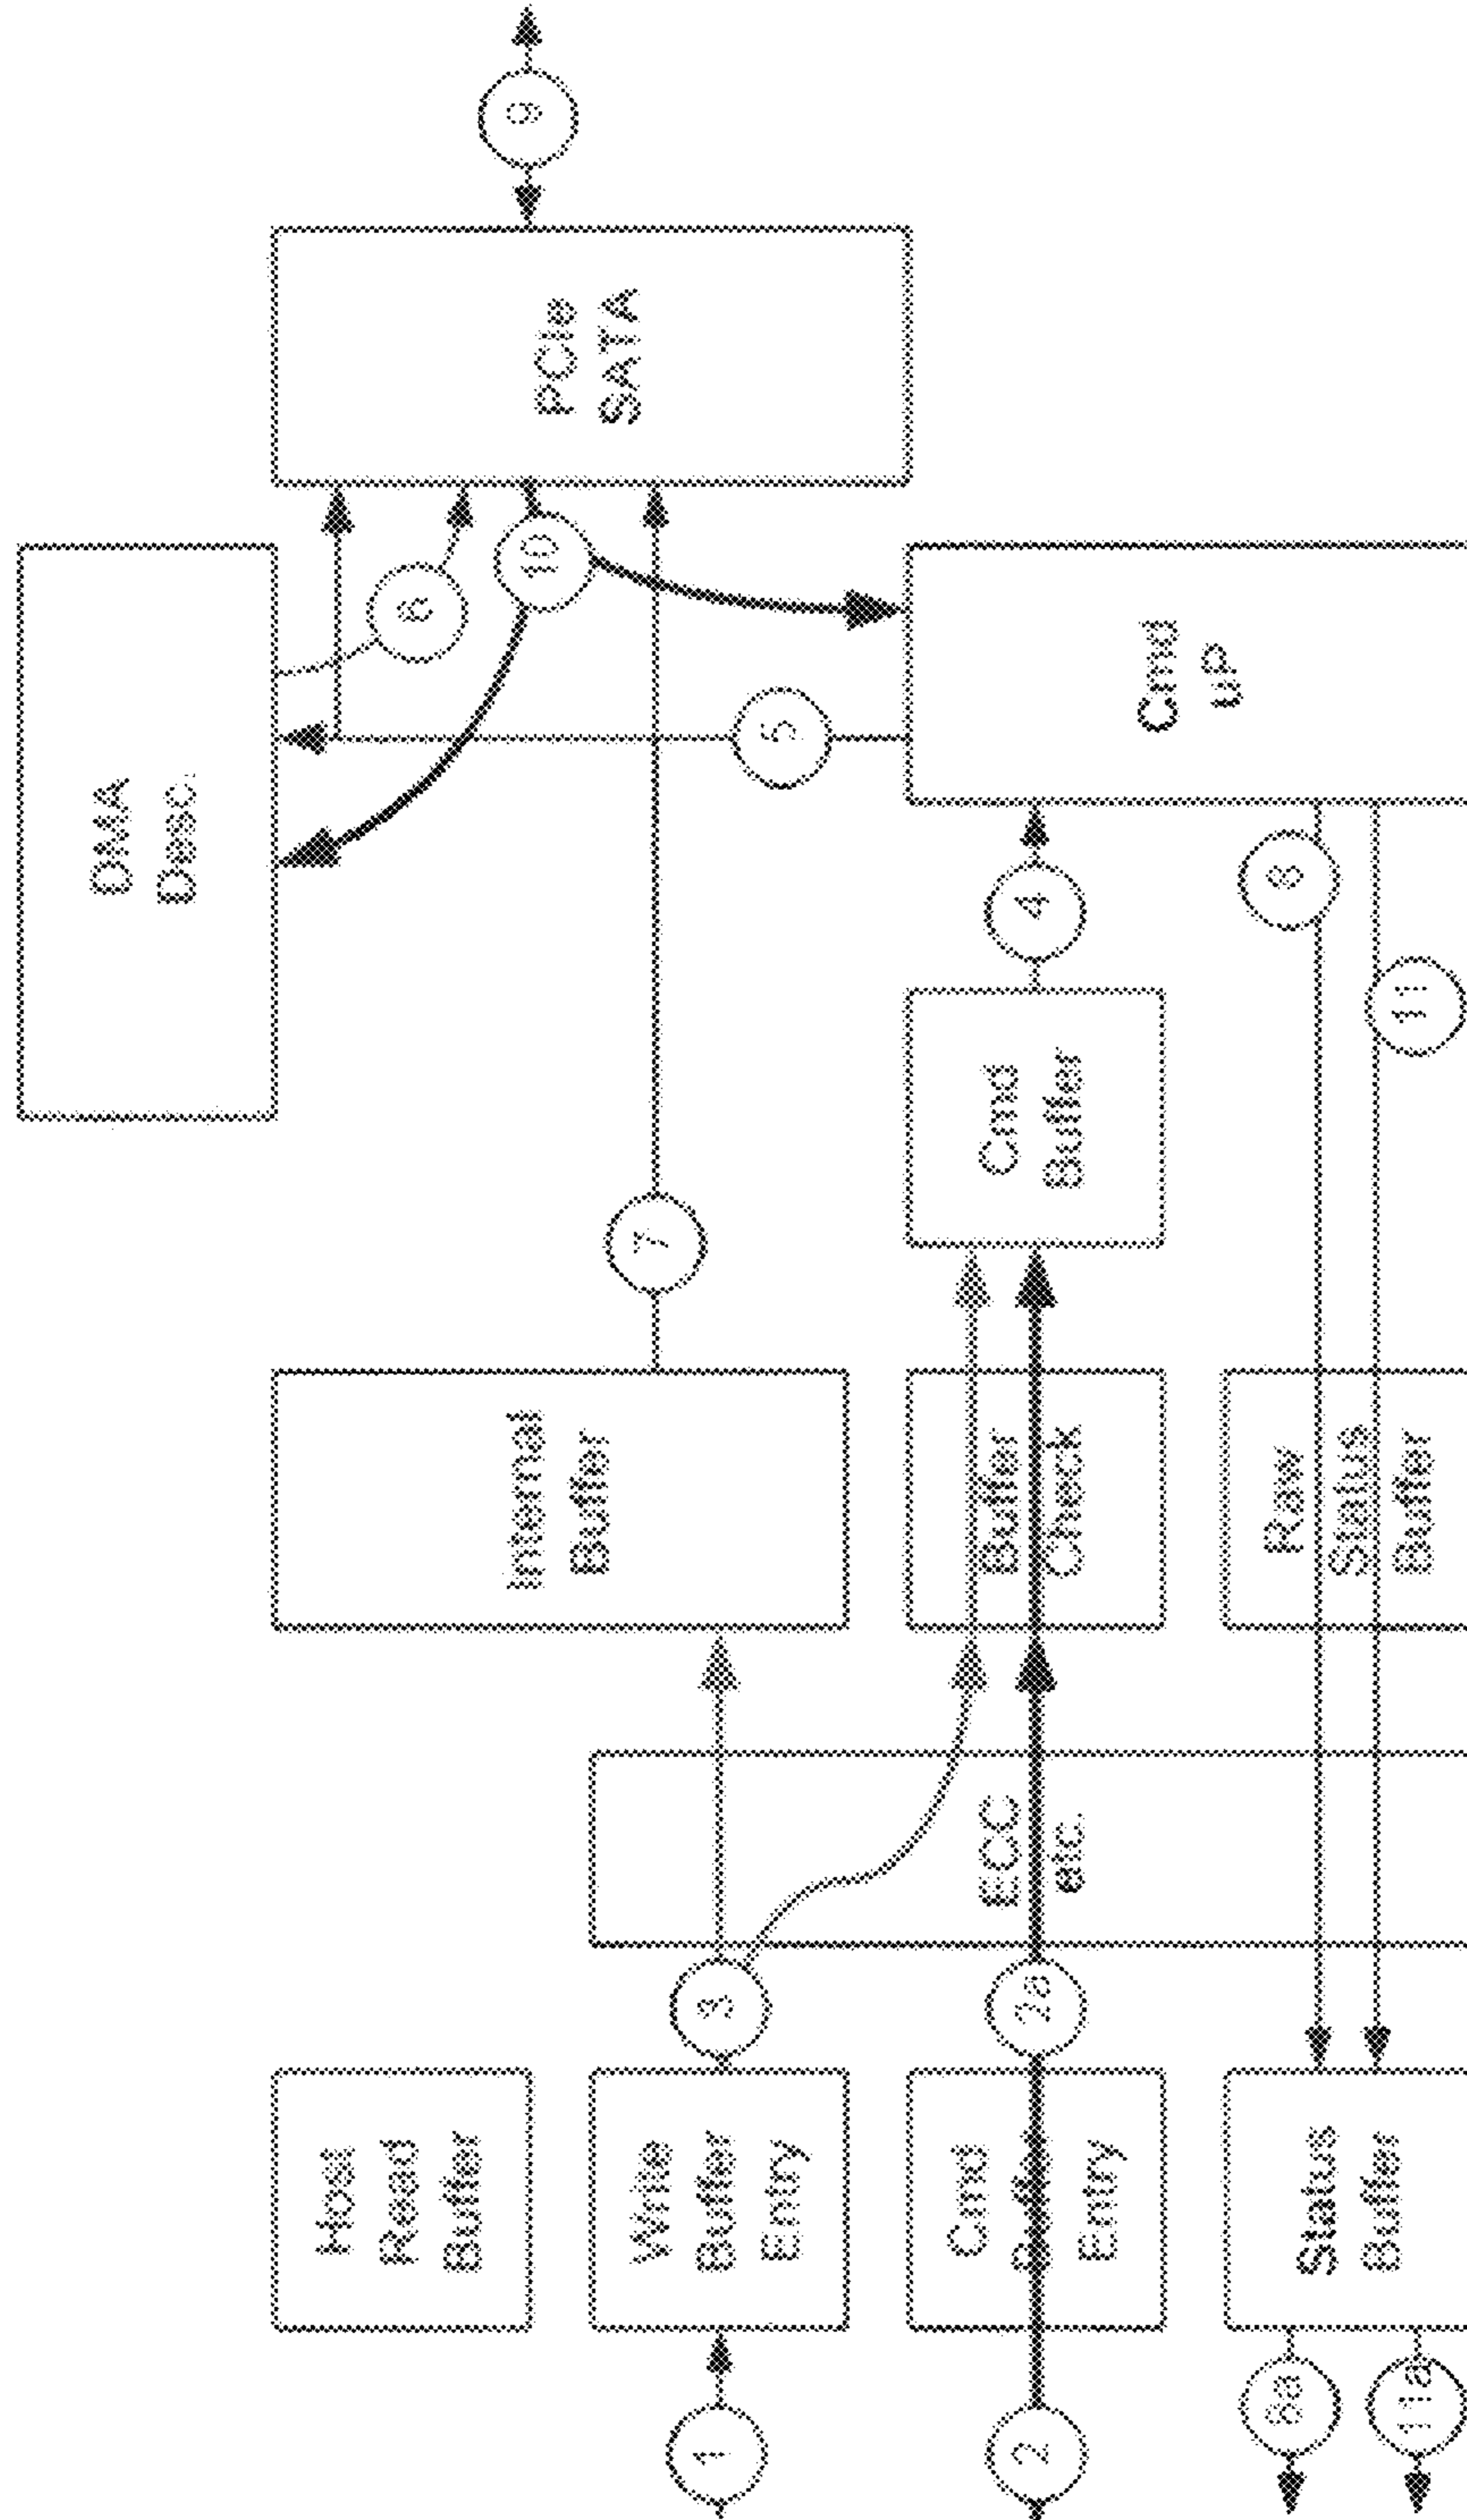 DMA
Desc.
6
Host
Read
Buffer
Internal
Buffer
10
PCIe
SATA
9
1
Write
Buffer
Entry
3
7
5
2
Cmd
Buffer
Entry
2a
ECC
etc.
Buffer
Check
Cmd
Buffer
4
Cmd
uP
Status
Buffer
11a
Raw
Status
Buffer
8
11